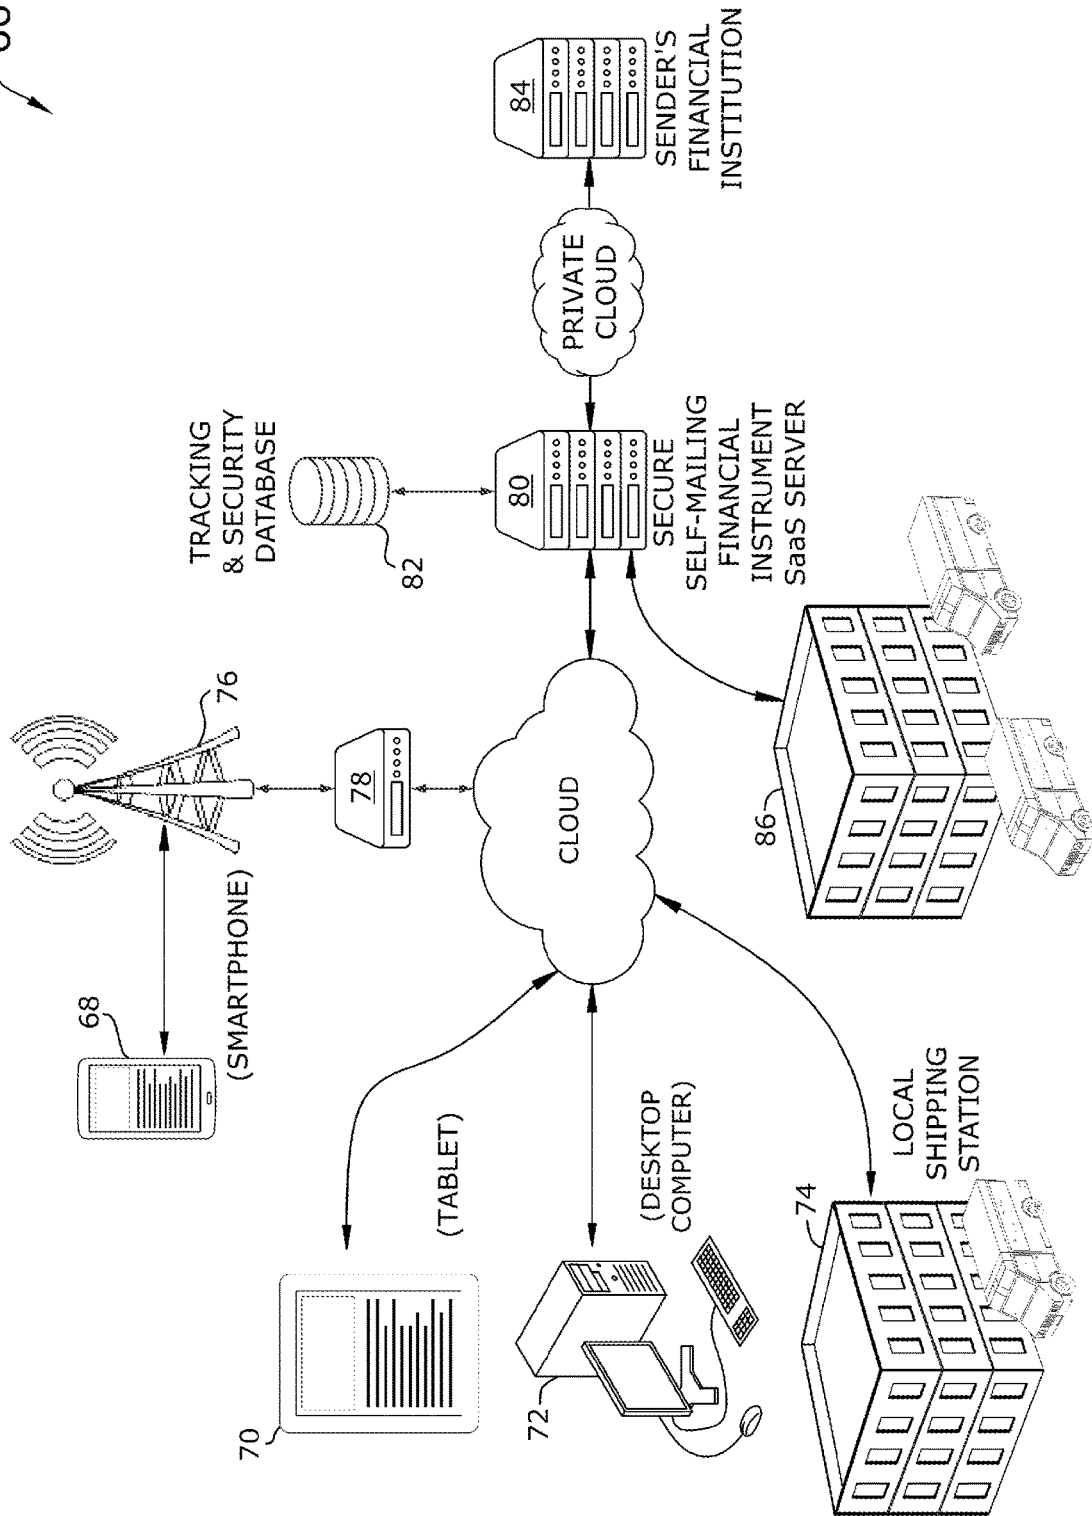 68
(SMARTPHONE)
76
78
TRACKING
& SECURITY
DATABASE
82
70
(TABLET)
CLOUD
80
SECURE
SELF-MAILING
FINANCIAL
INSTRUMENT
SaaS SERVER
PRIVATE
CLOUD
84
SENDER'S
FINANCIAL
INSTITUTION
72
(DESKTOP
COMPUTER)
74
LOCAL
SHIPPING
STATION
86